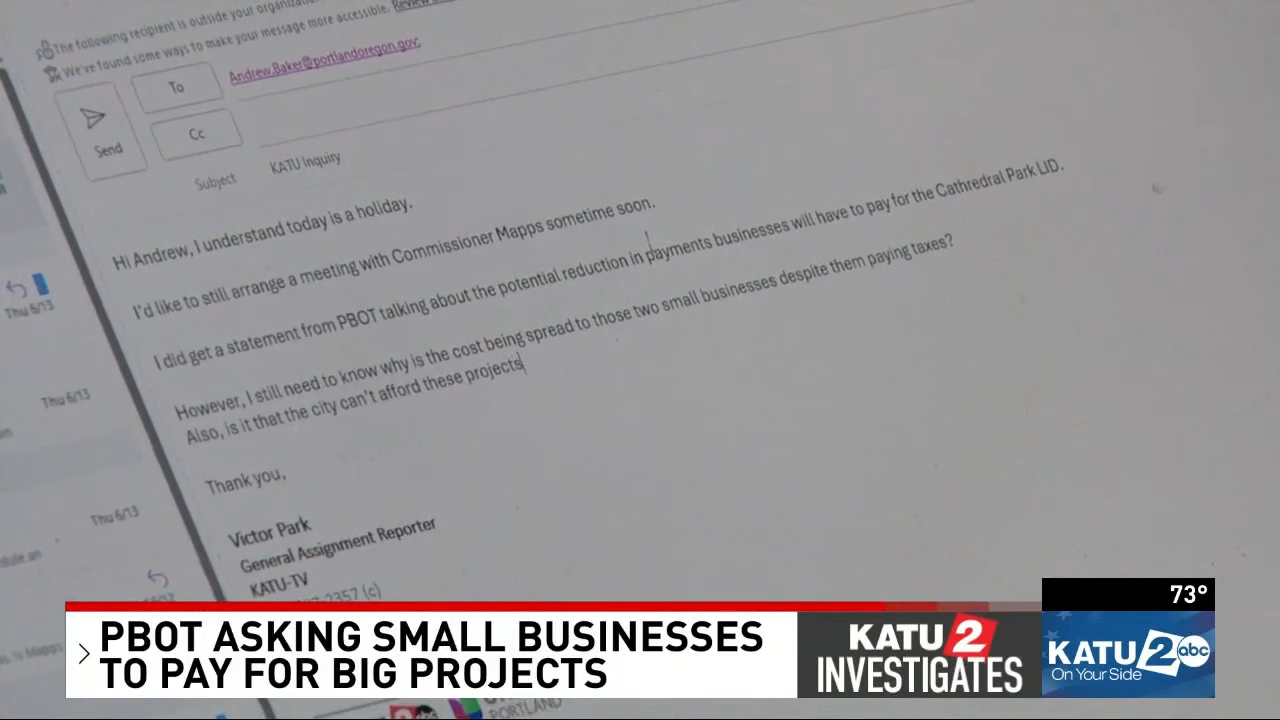 The following recipient is outside your organization
We've found some ways to make your message more accessible. Review
Send
To
Andrew.Baker@portlandoregon.gov;
Cc
Subject
KATU Inquiry
Hi Andrew, I understand today is a holiday.
I'd like to still arrange a meeting with Commissioner Mapps sometime soon.
I did get a statement from PBOT talking about the potential reduction in payments businesses will have to pay for the Cathredral Park LID.
However, I still need to know why is the cost being spread to those two small businesses despite them paying taxes?
Also, is it that the city can't afford these projects
Thank you,
Victor Park
General Assignment Reporter
KATU-TV
2357 (c)
Thu 6/13
Thu 6/13
Thu 6/13
Mapps
PORTLAND
PBOT ASKING SMALL BUSINESSES
TO PAY FOR BIG PROJECTS
KATU 2
INVESTIGATES
73°
KATU 2 abc
On Your Side